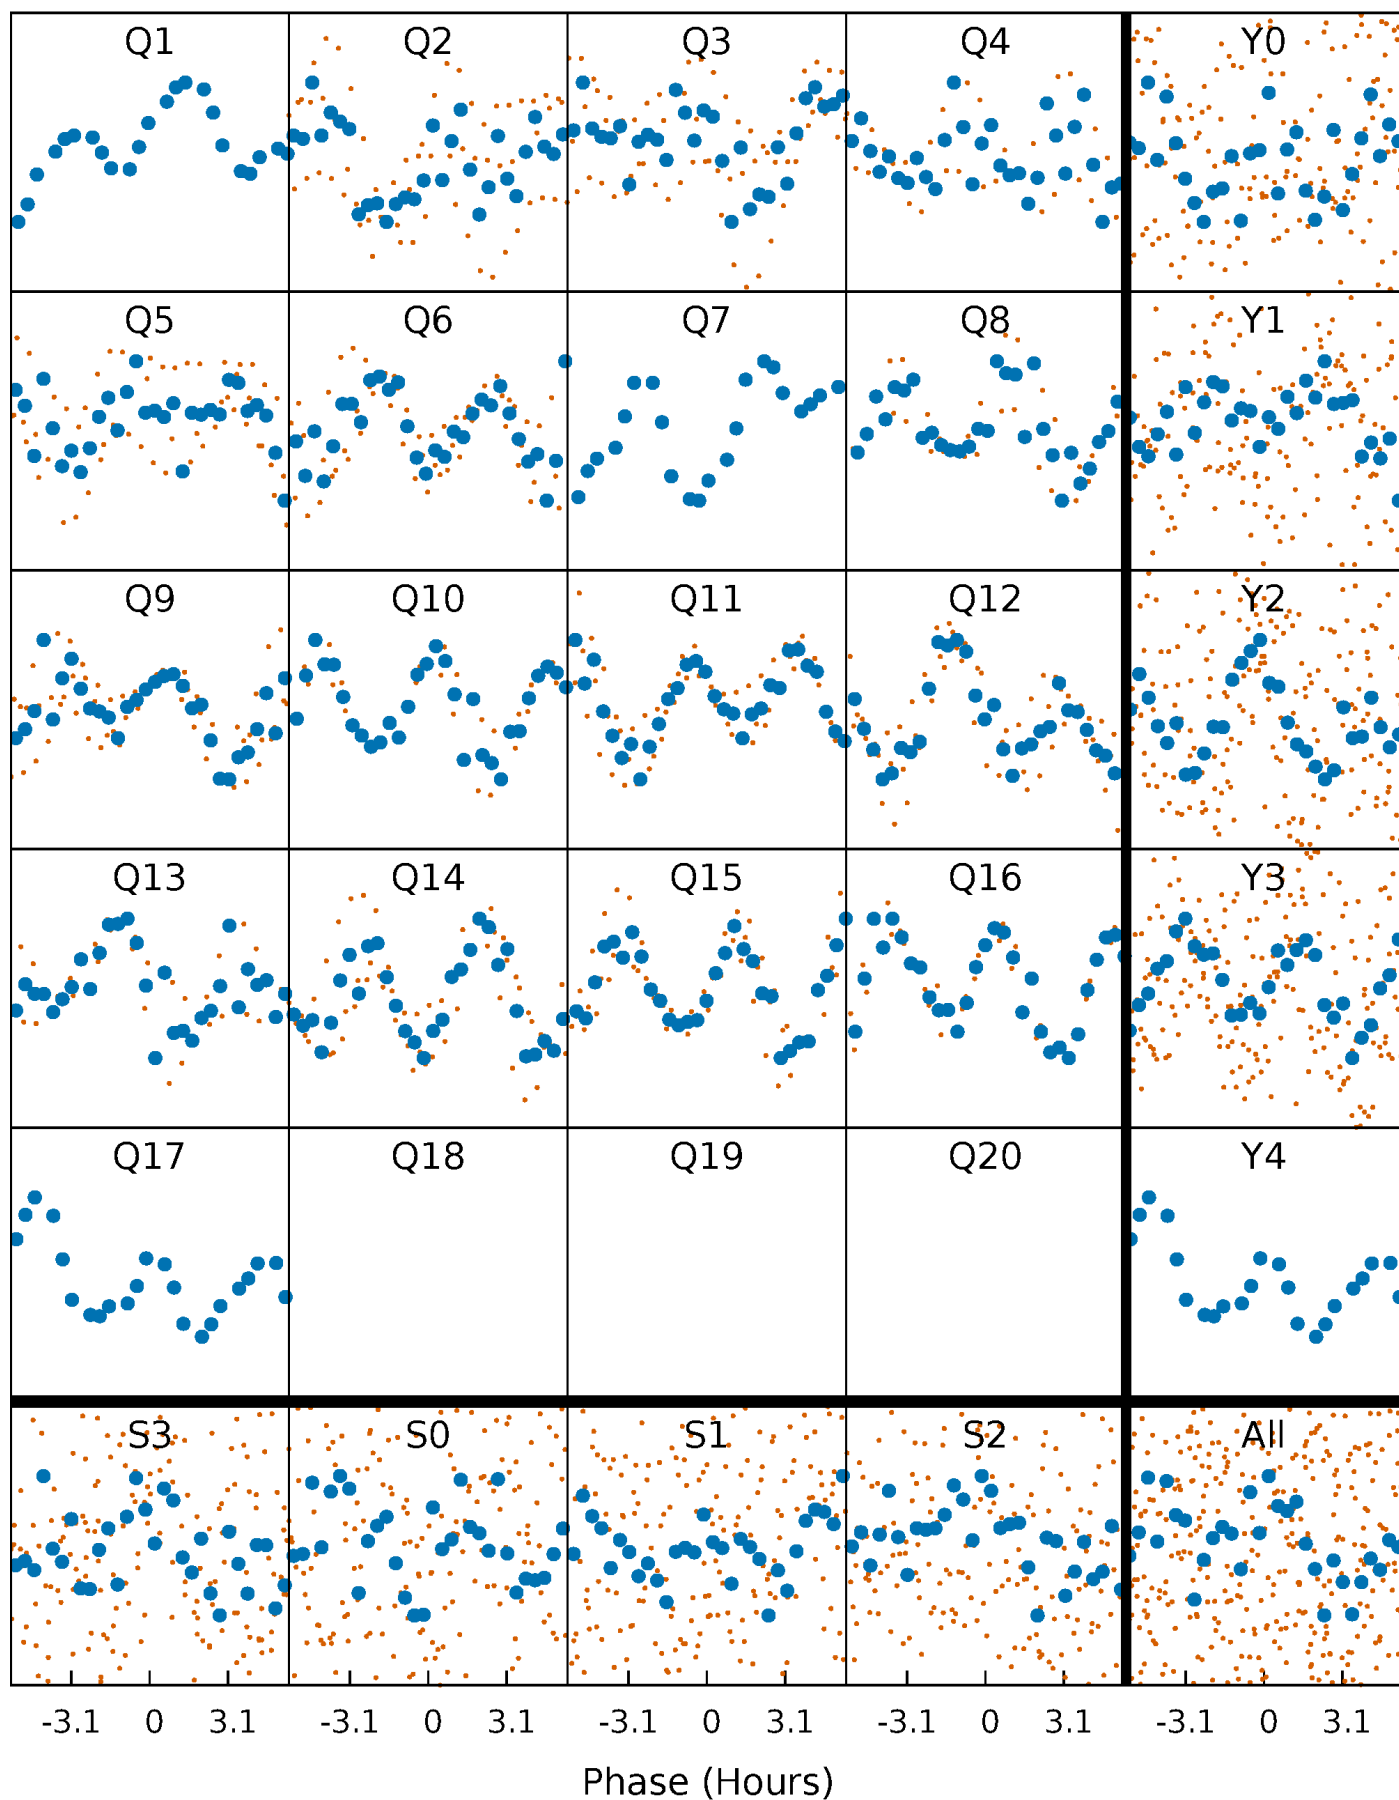 Q1 Q2 Q3 Q4 Y0
Q5 Q6 Q7 Q8 Y1
Q9 Q10 Q11 Q12 Y2
Q13 Q14 Q15 Q16 Y3
Q17 Q18 Q19 Q20 Y4
S3 S0 S1 S2 All
-3.1 0 3.1 -3.1 0 3.1 -3.1 0 3.1 -3.1 0 3.1 -3.1 0 3.1
Phase (Hours)